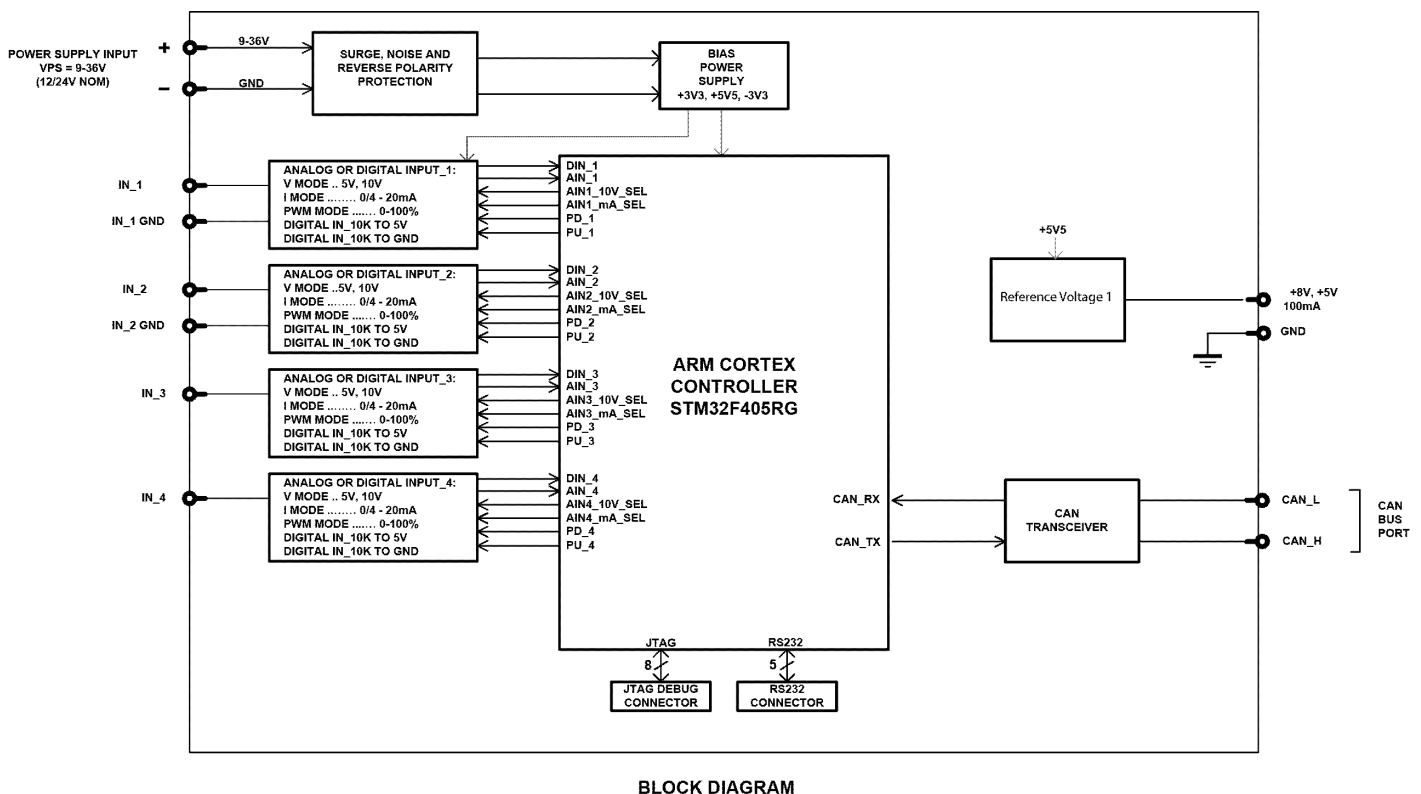 POWER SUPPLY INPUT
VPS = 9-36V
(12/24V NOM)
+
9-36V
−
GND
SURGE, NOISE AND
REVERSE POLARITY
PROTECTION
BIAS
POWER
SUPPLY
+3V3, +5V5, -3V3
IN_1
IN_1 GND
ANALOG OR DIGITAL INPUT_1:
V MODE .. 5V, 10V
I MODE ........ 0/4 - 20mA
PWM MODE ....... 0-100%
DIGITAL IN_10K TO 5V
DIGITAL IN_10K TO GND
DIN_1
AIN_1
AIN1_10V_SEL
AIN1_mA_SEL
PD_1
PU_1
IN_2
IN_2 GND
ANALOG OR DIGITAL INPUT_2:
V MODE ..5V, 10V
I MODE ........ 0/4 - 20mA
PWM MODE ....... 0-100%
DIGITAL IN_10K TO 5V
DIGITAL IN_10K TO GND
DIN_2
AIN_2
AIN2_10V_SEL
AIN2_mA_SEL
PD_2
PU_2
IN_3
ANALOG OR DIGITAL INPUT_3:
V MODE .. 5V, 10V
I MODE ........ 0/4 - 20mA
PWM MODE ....... 0-100%
DIGITAL IN_10K TO 5V
DIGITAL IN_10K TO GND
DIN_3
AIN_3
AIN3_10V_SEL
AIN3_mA_SEL
PD_3
PU_3
IN_4
ANALOG OR DIGITAL INPUT_4:
V MODE .. 5V, 10V
I MODE ........ 0/4 - 20mA
PWM MODE ....... 0-100%
DIGITAL IN_10K TO 5V
DIGITAL IN_10K TO GND
DIN_4
AIN_4
AIN4_10V_SEL
AIN4_mA_SEL
PD_4
PU_4
ARM CORTEX
CONTROLLER
STM32F405RG
+5V5
Reference Voltage 1
+8V, +5V
100mA
GND
CAN_RX
CAN_TX
CAN
TRANSCEIVER
CAN_L
CAN_H
CAN
BUS
PORT
JTAG
8
JTAG DEBUG
CONNECTOR
RS232
5
RS232
CONNECTOR
BLOCK DIAGRAM